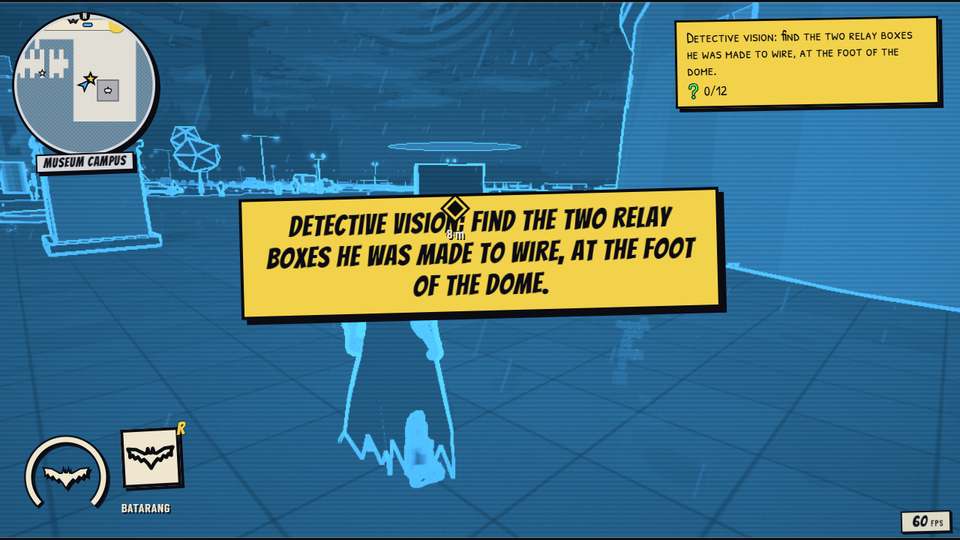 W
MUSEUM CAMPUS
DETECTIVE VISION: FIND THE TWO RELAY BOXES
HE WAS MADE TO WIRE, AT THE FOOT OF THE
DOME.
? 0/12
DETECTIVE VISION: FIND THE TWO RELAY
BOXES HE WAS MADE TO WIRE, AT THE FOOT
OF THE DOME.
8 m
R
BATARANG
60 FPS